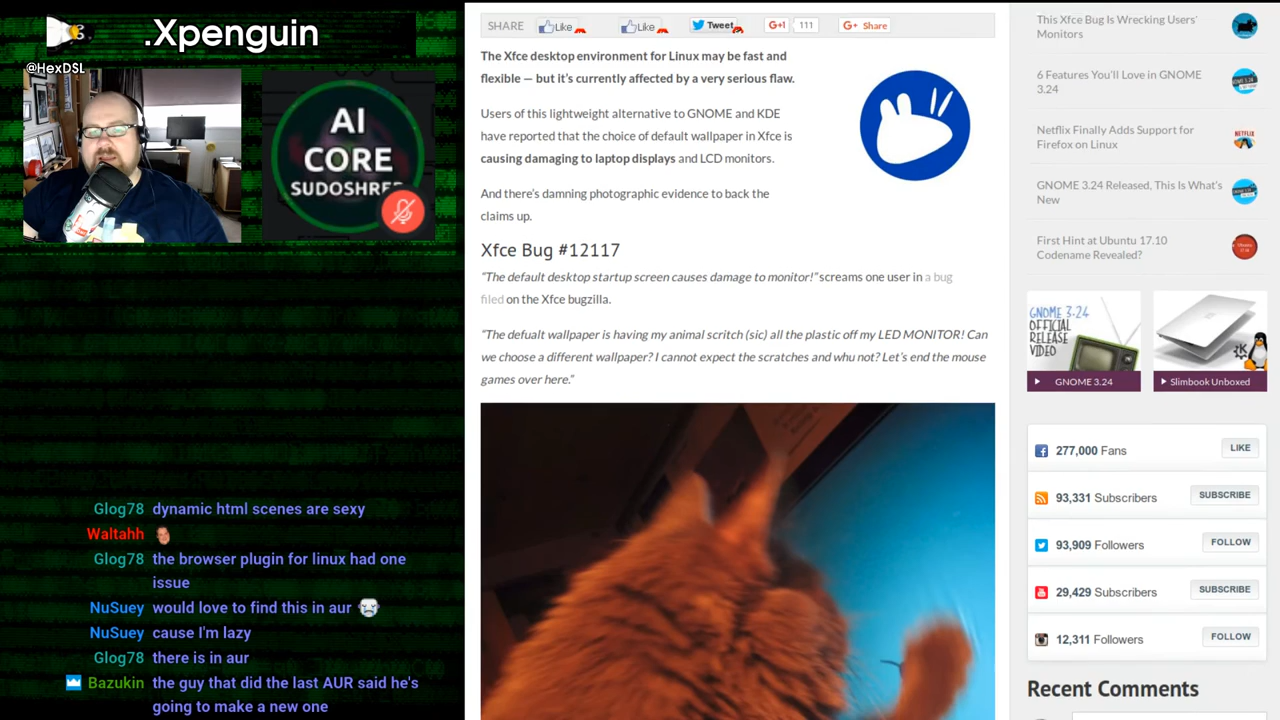 .Xpenguin
@HexDSL
AI
CORE
SUDOSHRED
Glog78 dynamic html scenes are sexy
Waltahh
Glog78 the browser plugin for linux had one
issue
NuSuey would love to find this in aur
NuSuey cause I'm lazy
Glog78 there is in aur
Bazukin the guy that did the last AUR said he's
going to make a new one
SHARE Like Like Tweet G+1 111 G+ Share
The Xfce desktop environment for Linux may be fast and
flexible — but it's currently affected by a very serious flaw.
Users of this lightweight alternative to GNOME and KDE
have reported that the choice of default wallpaper in Xfce is
causing damaging to laptop displays and LCD monitors.
And there's damning photographic evidence to back the
claims up.
Xfce Bug #12117
“The default desktop startup screen causes damage to monitor!” screams one user in a bug
filed on the Xfce bugzilla.
“The defualt wallpaper is having my animal scritch (sic) all the plastic off my LED MONITOR! Can
we choose a different wallpaper? I cannot expect the scratches and why not? Let's end the mouse
games over here.”
This Xfce Bug Is Wrecking Users'
Monitors
6 Features You'll Love in GNOME
3.24
Netflix Finally Adds Support for
Firefox on Linux
NETFLIX
GNOME 3.24 Released, This Is What's
New
First Hint at Ubuntu 17.10
Codename Revealed?
GNOME 3.24
OFFICIAL
RELEASE
VIDEO
GNOME 3.24
Slimbook Unboxed
277,000 Fans LIKE
93,331 Subscribers SUBSCRIBE
93,909 Followers FOLLOW
29,429 Subscribers SUBSCRIBE
12,311 Followers FOLLOW
Recent Comments